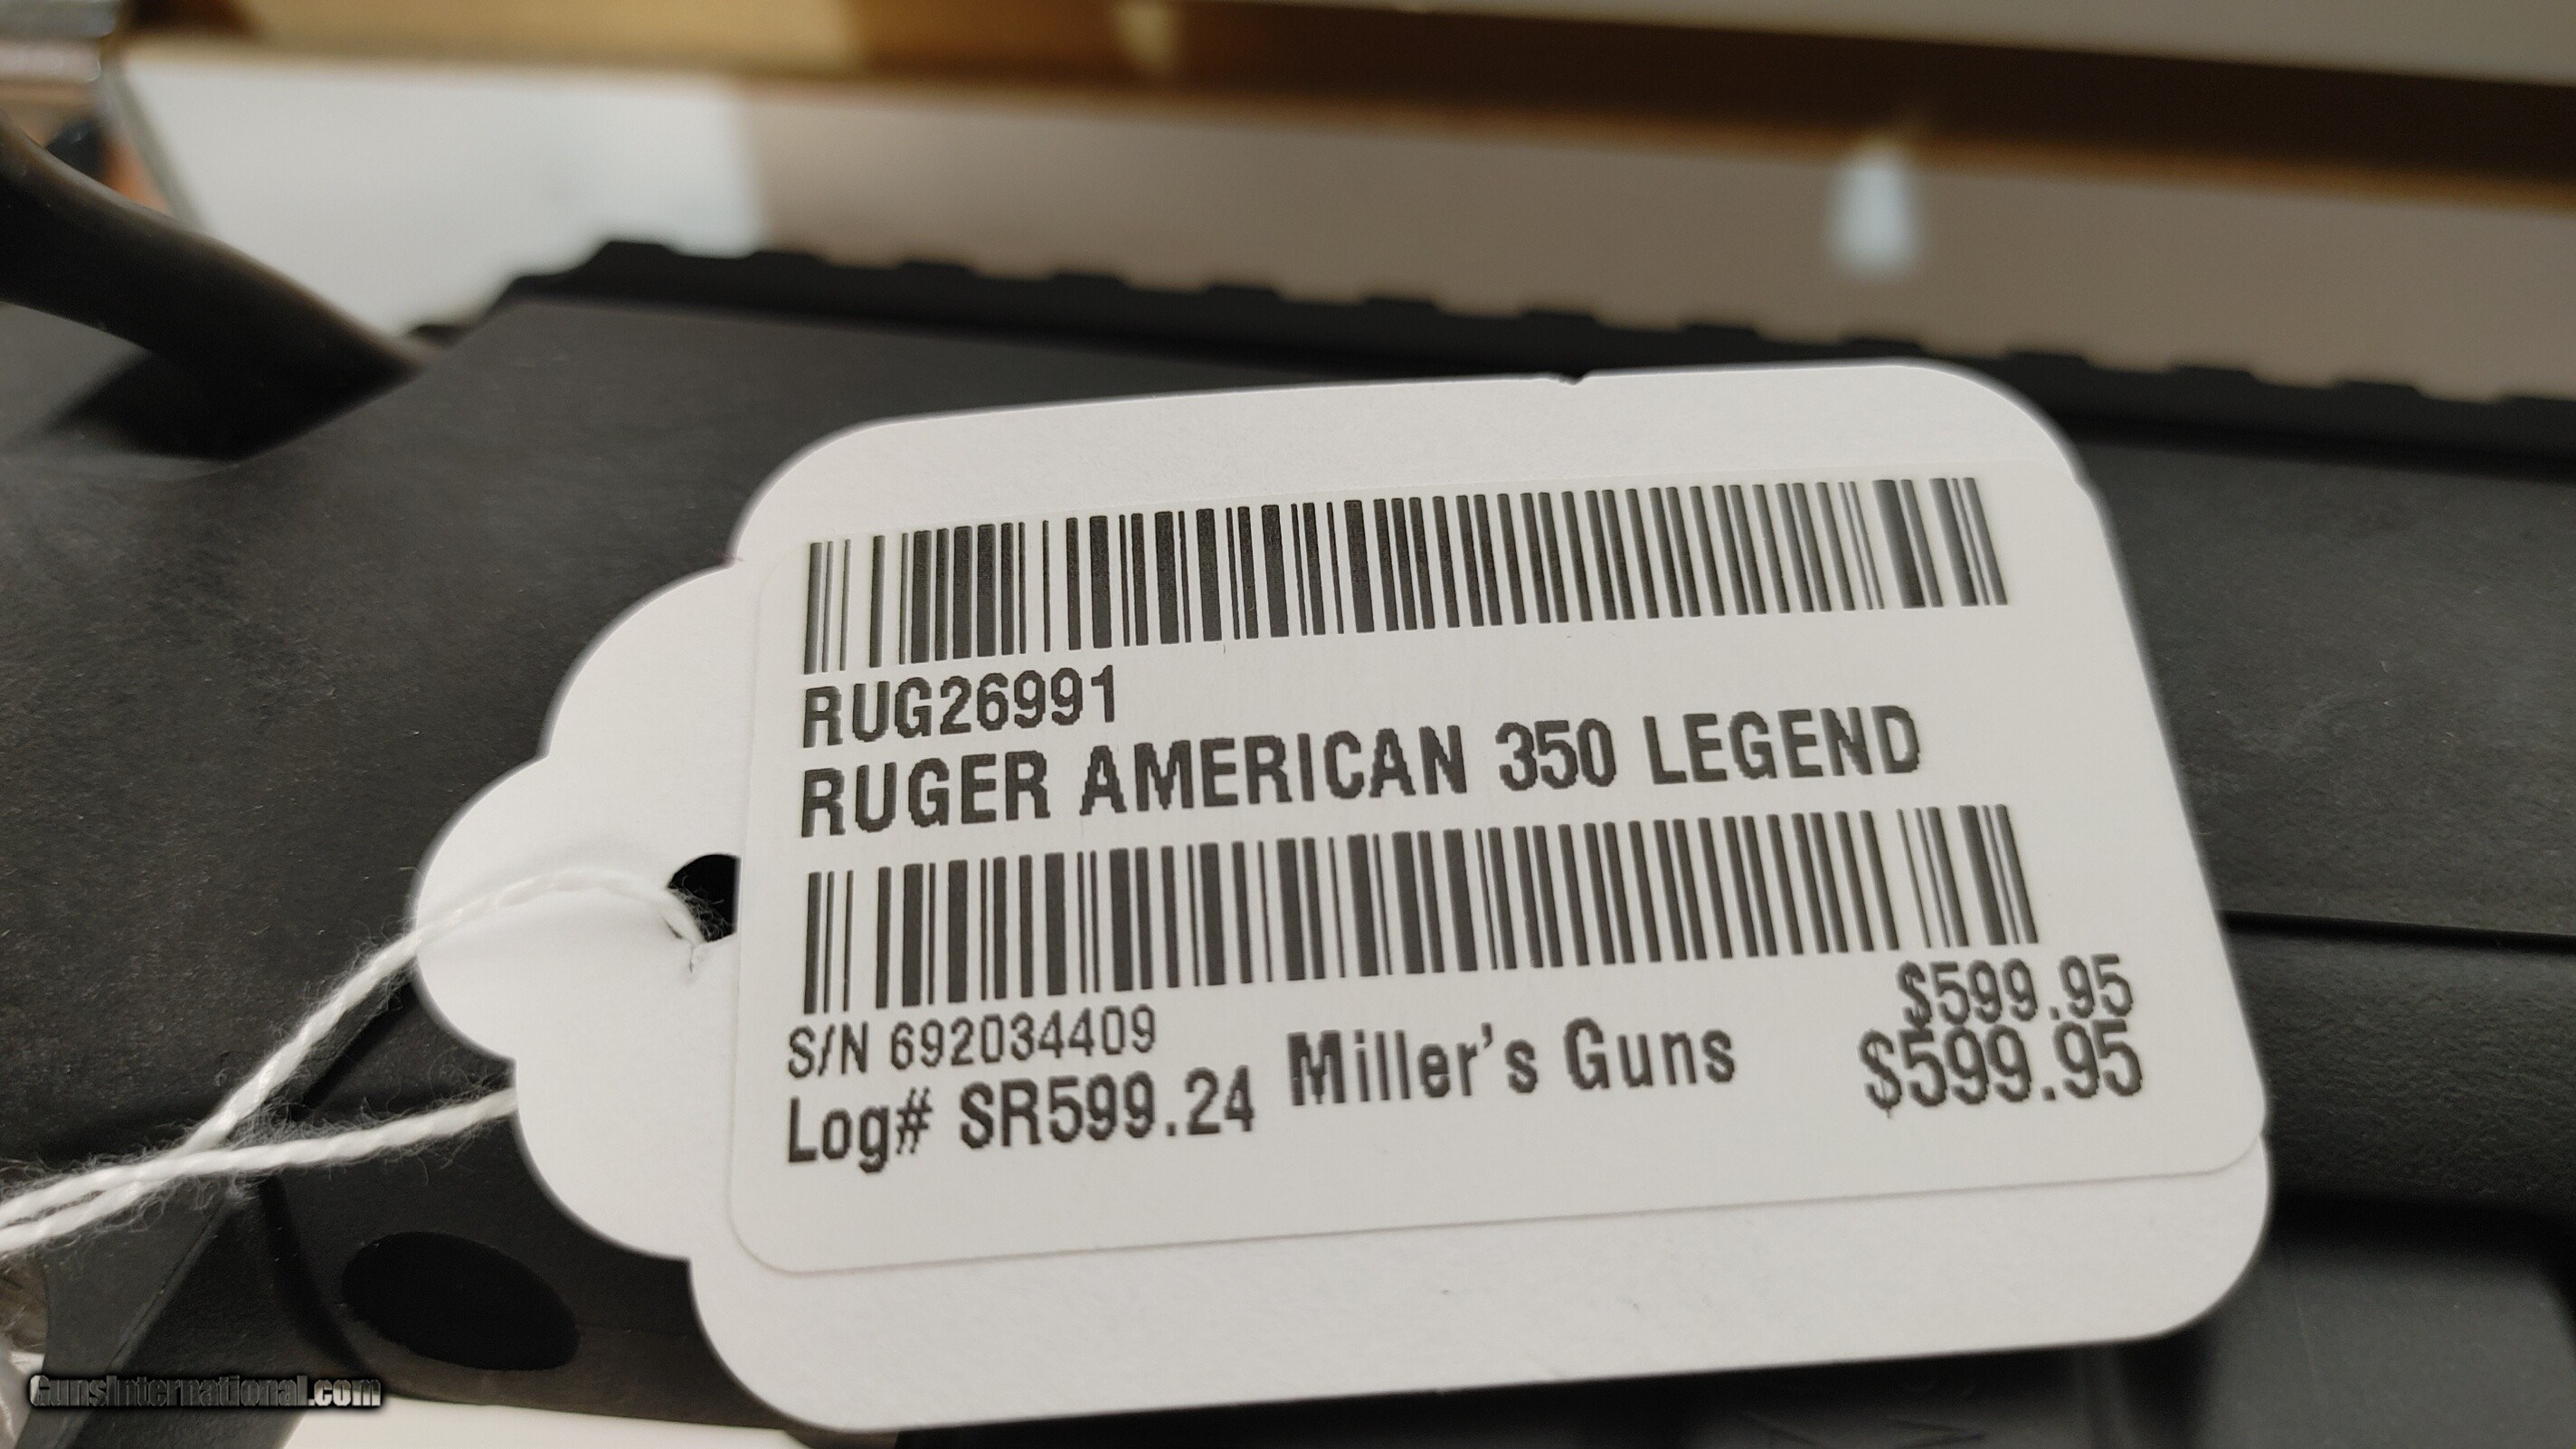 RUG26991
RUGER AMERICAN 350 LEGEND
$599.95
S/N 692034409
Miller's Guns
$599.95
Log# SR599.24
GunsInternational.com